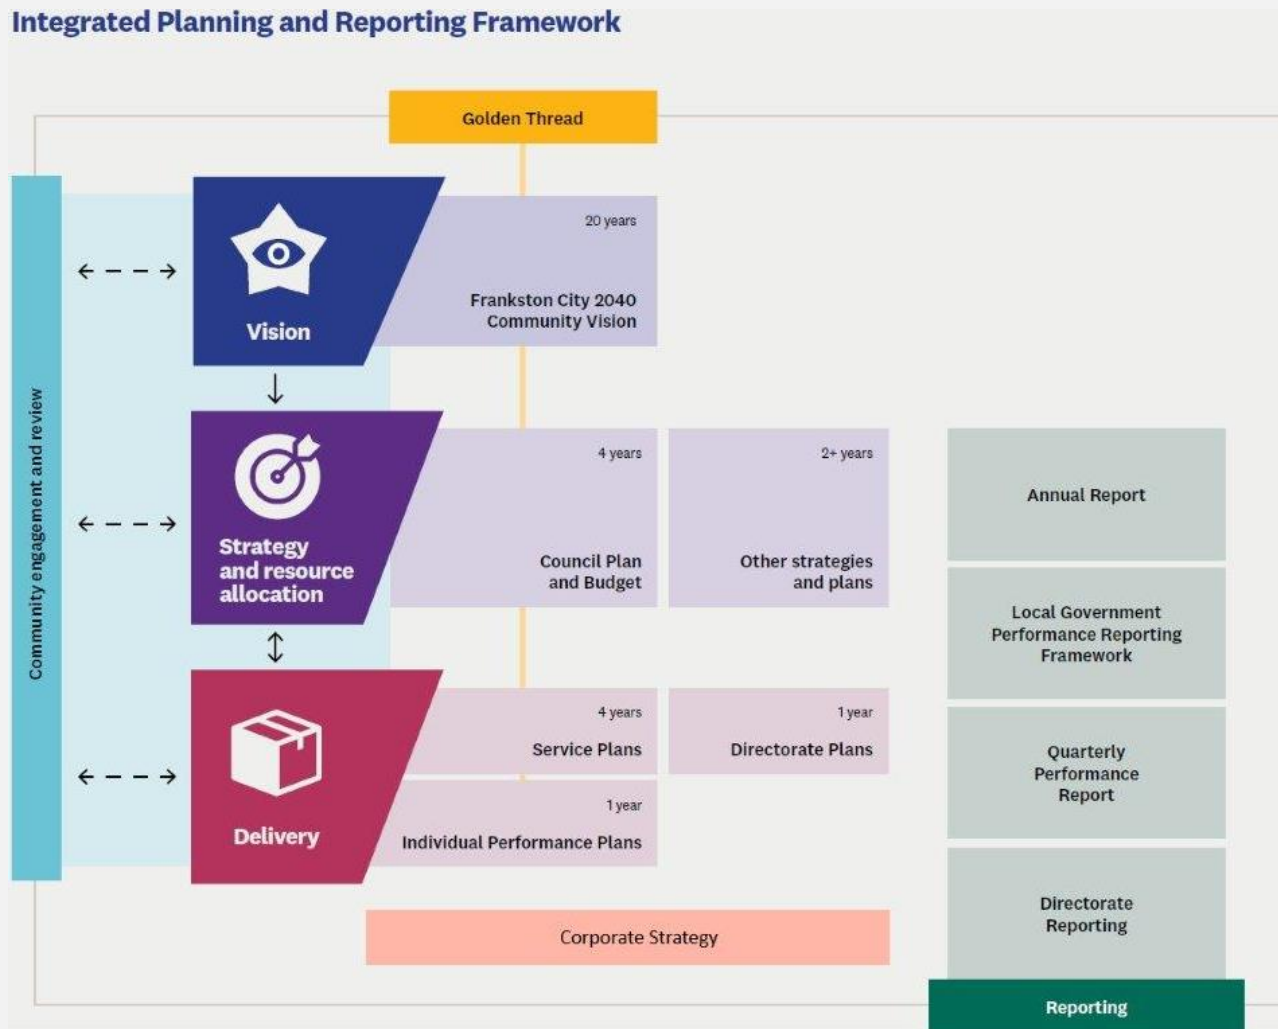 Integrated Planning and Reporting Framework
Golden Thread
Community engagement and review
Vision
20 years
Frankston City 2040
Community Vision
Strategy
and resource
allocation
4 years
Council Plan
and Budget
2+ years
Other strategies
and plans
Delivery
4 years
Service Plans
1 year
Directorate Plans
1 year
Individual Performance Plans
Corporate Strategy
Annual Report
Local Government
Performance Reporting
Framework
Quarterly
Performance
Report
Directorate
Reporting
Reporting